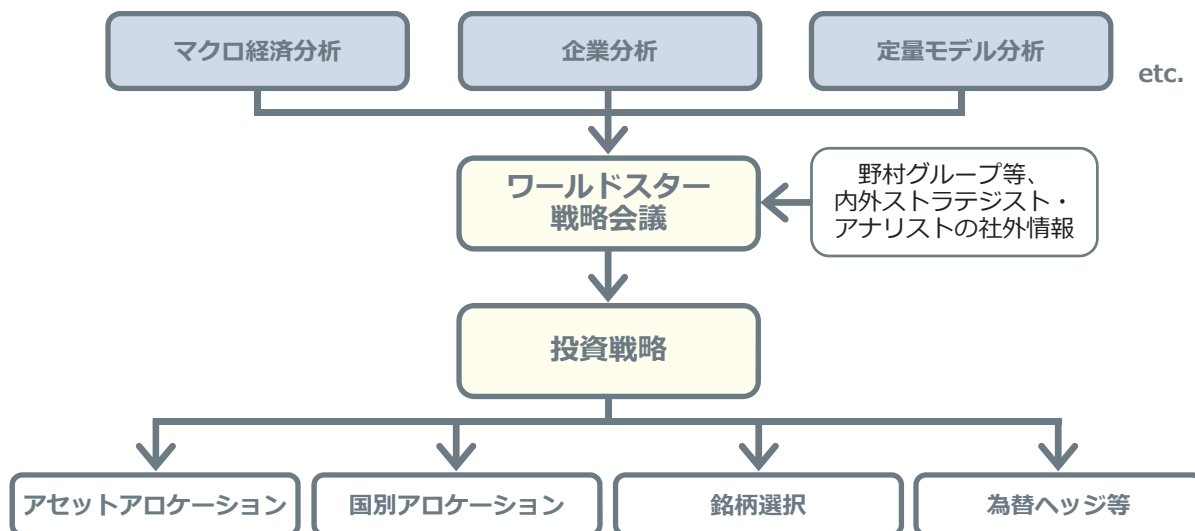 マクロ経済分析
企業分析
定量モデル分析
etc.
ワールドスター
戦略会議
野村グループ等、
内外ストラテジスト・
アナリストの社外情報
投資戦略
アセットアロケーション
国別アロケーション
銘柄選択
為替ヘッジ等